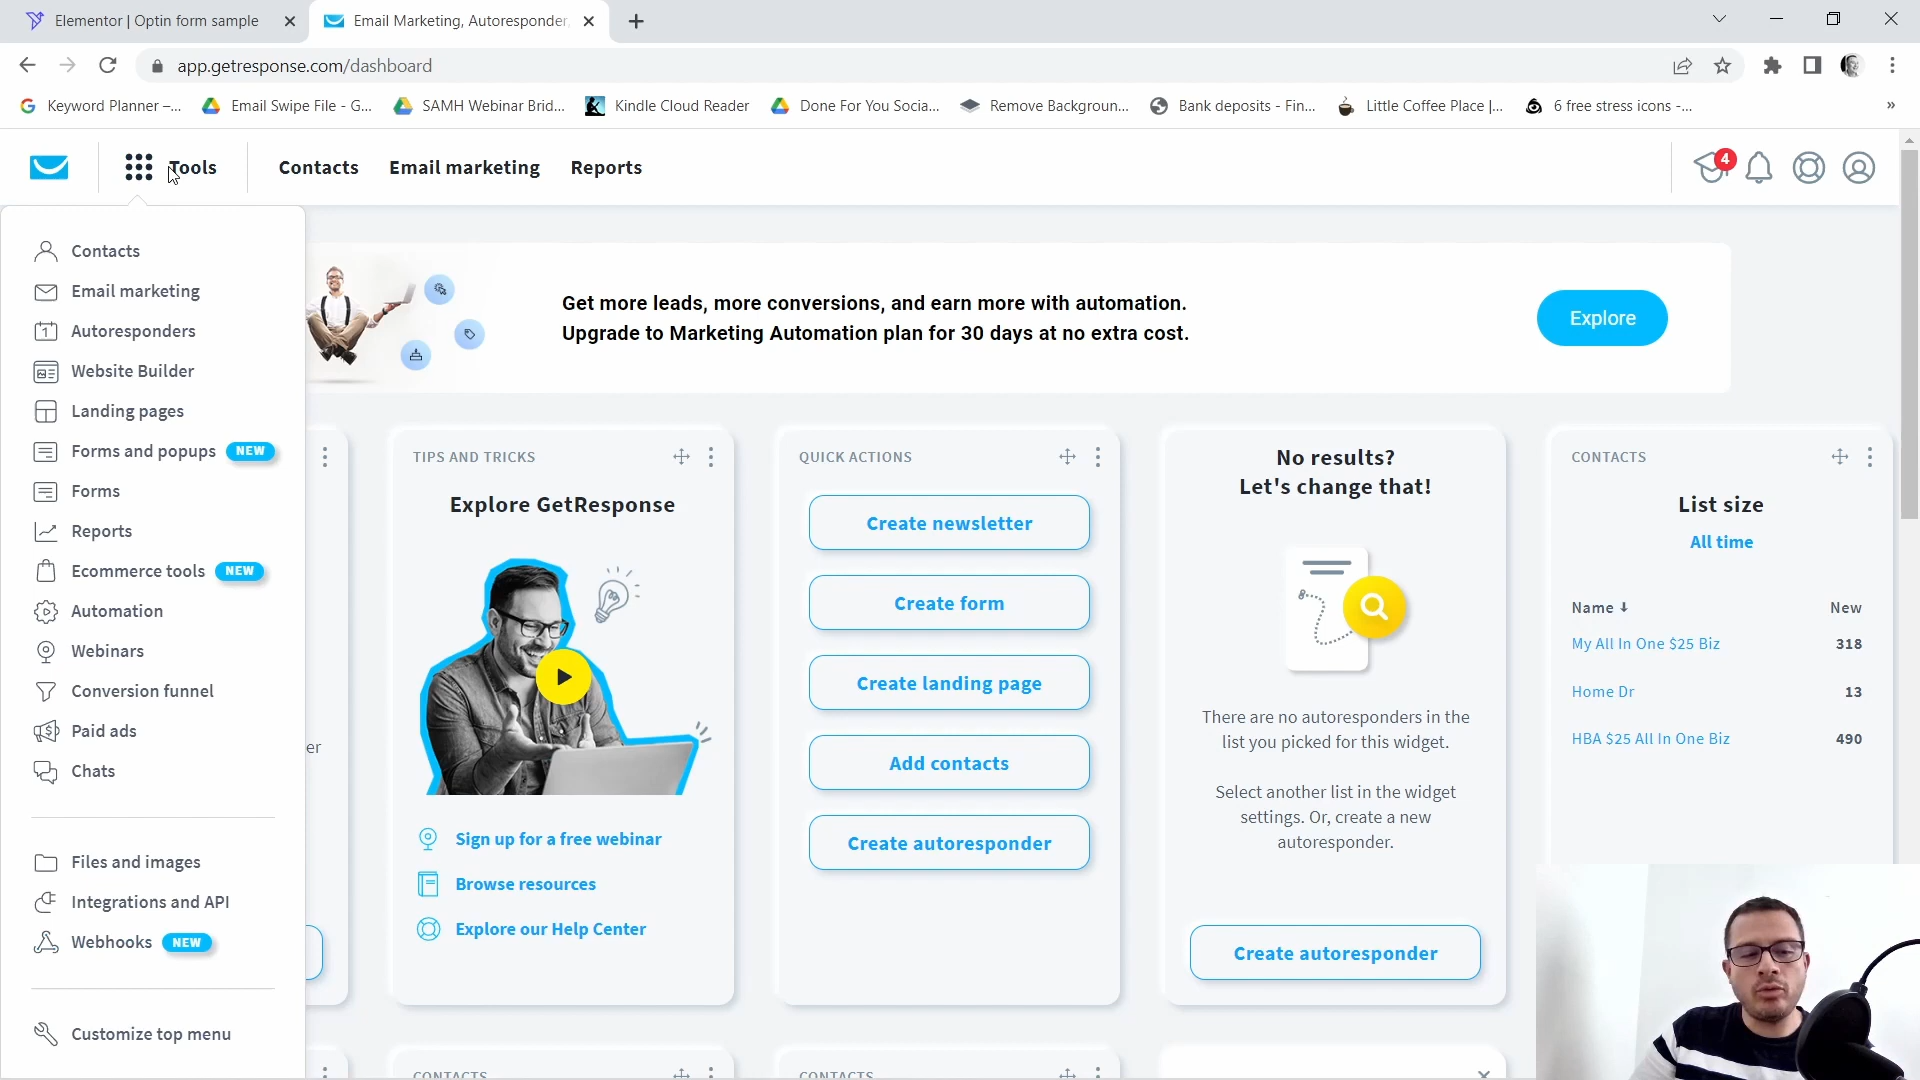 Elementor | Optin form sample
Email Marketing, Autoresponder,
app.getresponse.com/dashboard
Keyword Planner –...
Email Swipe File - G...
SAMH Webinar Brid...
Kindle Cloud Reader
Done For You Socia...
Remove Backgroun...
Bank deposits - Fin...
Little Coffee Place |...
6 free stress icons -...
»
Tools
Contacts
Email marketing
Reports
4
Contacts
Email marketing
Autoresponders
Website Builder
Landing pages
Forms and popups NEW
Forms
Reports
Ecommerce tools NEW
Automation
Webinars
Conversion funnel
Paid ads
Chats
Files and images
Integrations and API
Webhooks NEW
Customize top menu
Get more leads, more conversions, and earn more with automation.
Upgrade to Marketing Automation plan for 30 days at no extra cost.
Explore
er
TIPS AND TRICKS
Explore GetResponse
Sign up for a free webinar
Browse resources
Explore our Help Center
QUICK ACTIONS
Create newsletter
Create form
Create landing page
Add contacts
Create autoresponder
No results?
Let's change that!
There are no autoresponders in the
list you picked for this widget.
Select another list in the widget
settings. Or, create a new
autoresponder.
Create autoresponder
CONTACTS
List size
All time
Name New
My All In One $25 Biz 318
Home Dr 13
HBA $25 All In One Biz 490
CONTACTS
CONTACTS